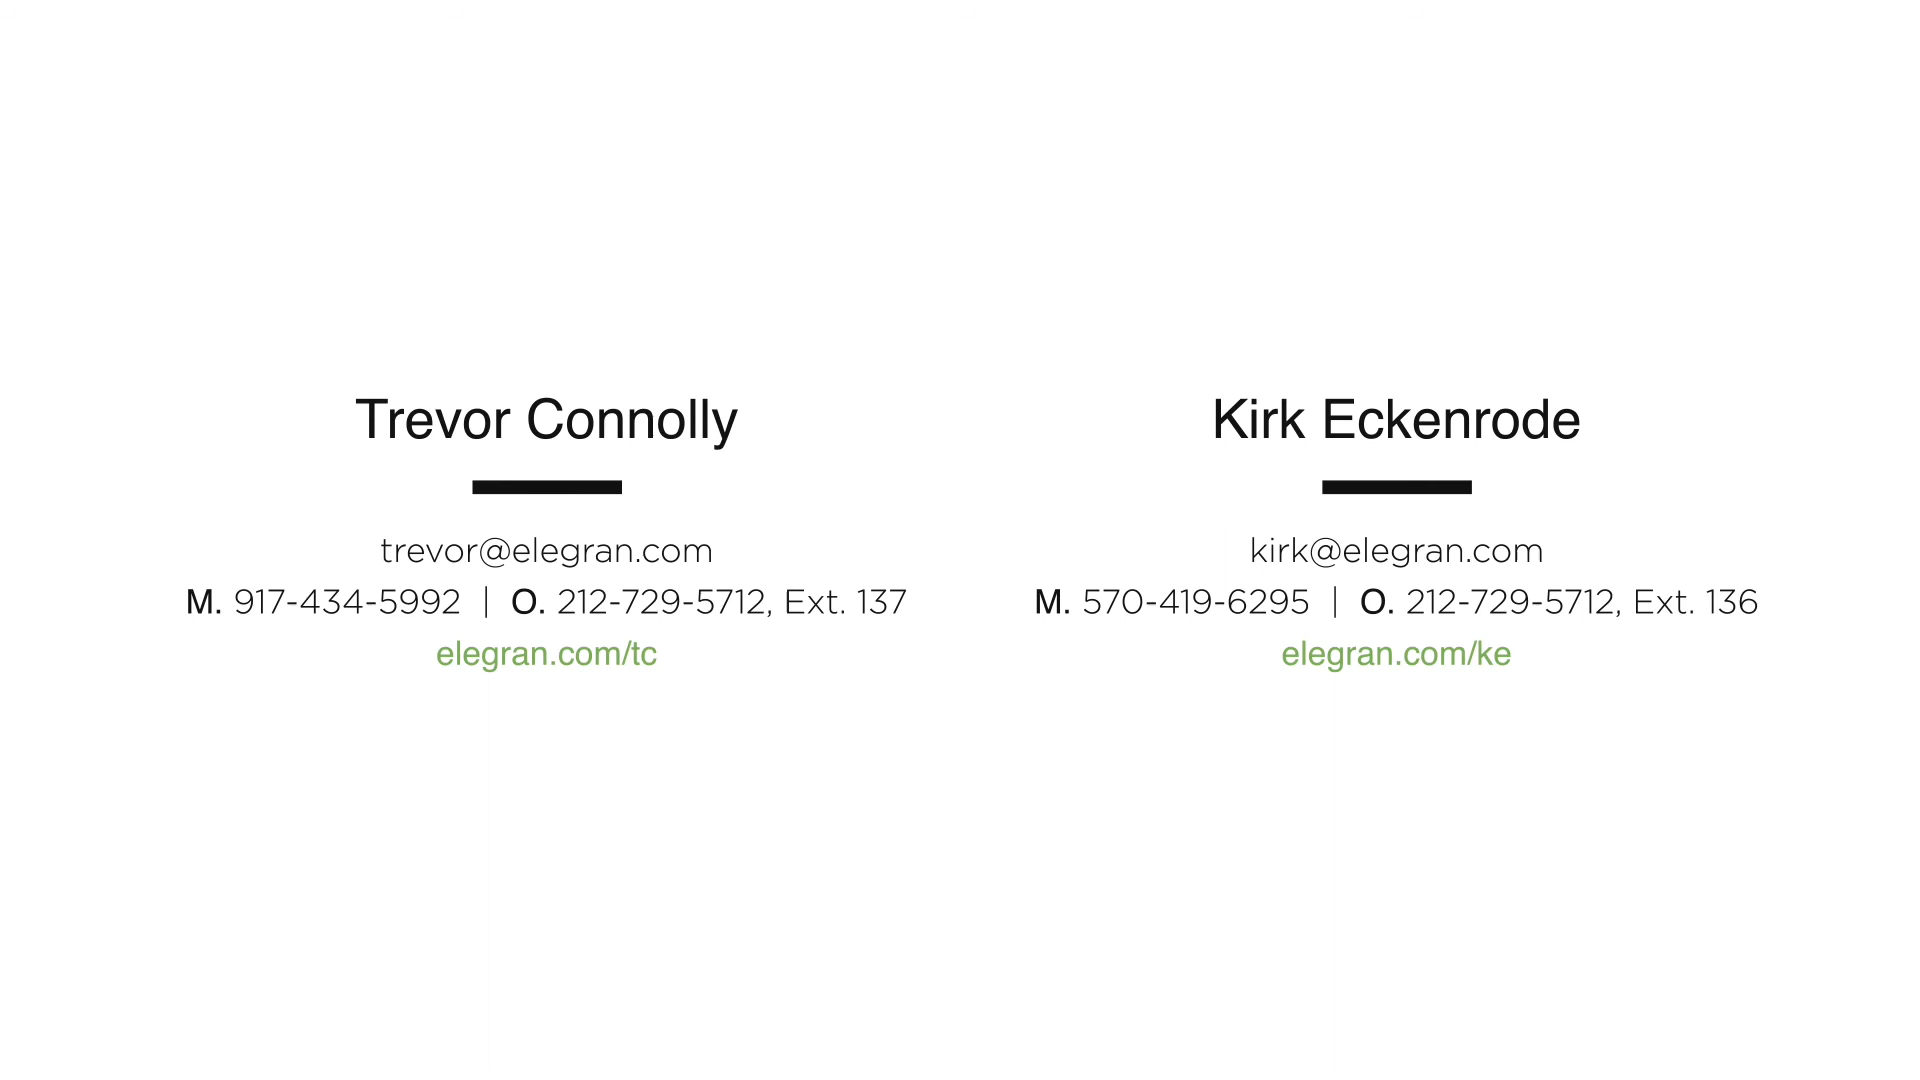 Trevor Connolly
trevor@elegran.com
M. 917-434-5992 | O. 212-729-5712, Ext. 137
elegran.com/tc
Kirk Eckenrode
kirk@elegran.com
M. 570-419-6295 | O. 212-729-5712, Ext. 136
elegran.com/ke